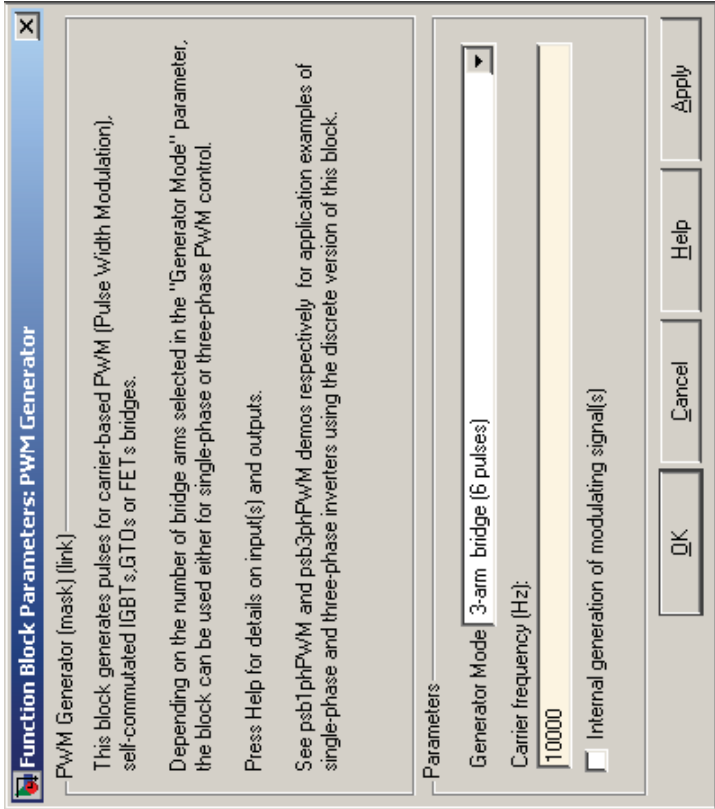 Function Block Parameters: PWM Generator
PWM Generator (mask) (link)
This block generates pulses for carrier-based PWM (Pulse Width Modulation),
self-commutated IGBTs,GTOs or FETs bridges.
Depending on the number of bridge arms selected in the "Generator Mode" parameter,
the block can be used either for single-phase or three-phase PWM control.
Press Help for details on input(s) and outputs.
See psb1phPWM and psb3phPWM demos respectively for application examples of
single-phase and three-phase inverters using the discrete version of this block.
Parameters
Generator Mode 3-arm bridge (6 pulses)
Carrier frequency (Hz):
10000
Internal generation of modulating signal(s)
OK Cancel Help Apply